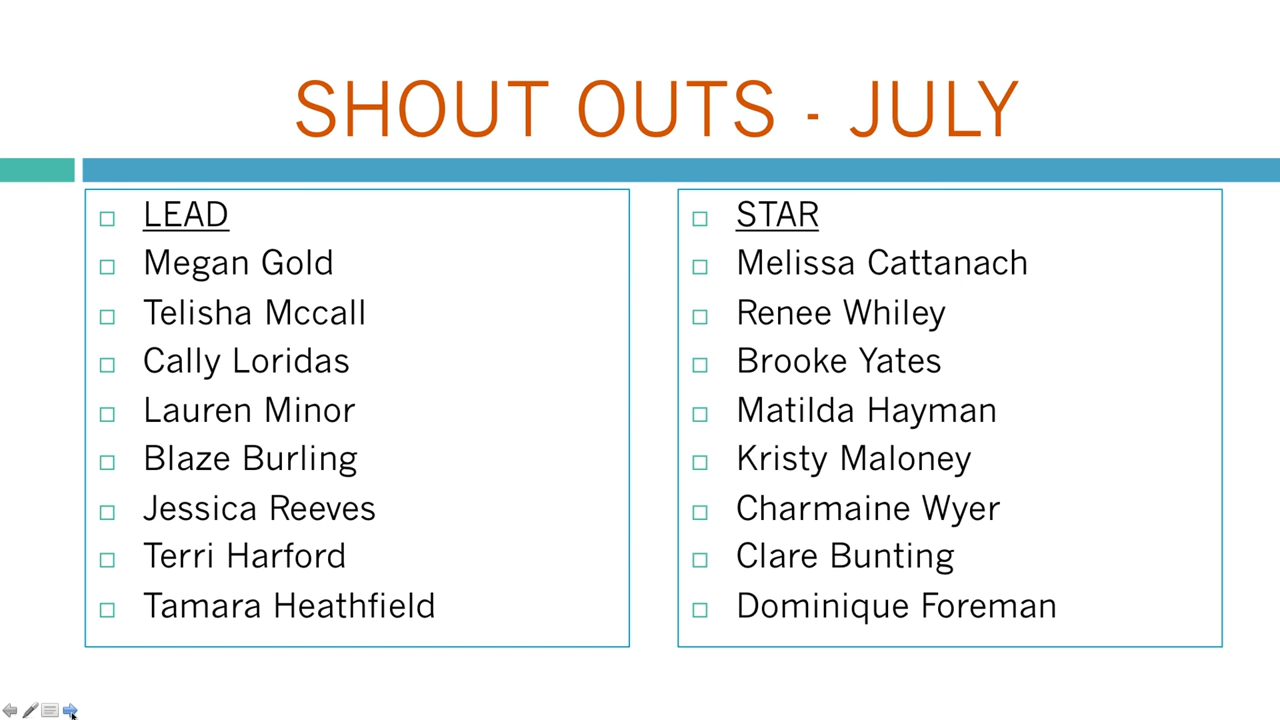 SHOUT OUTS - JULY
LEAD
Megan Gold
Telisha Mccall
Cally Loridas
Lauren Minor
Blaze Burling
Jessica Reeves
Terri Harford
Tamara Heathfield
STAR
Melissa Cattanach
Renee Whiley
Brooke Yates
Matilda Hayman
Kristy Maloney
Charmaine Wyer
Clare Bunting
Dominique Foreman